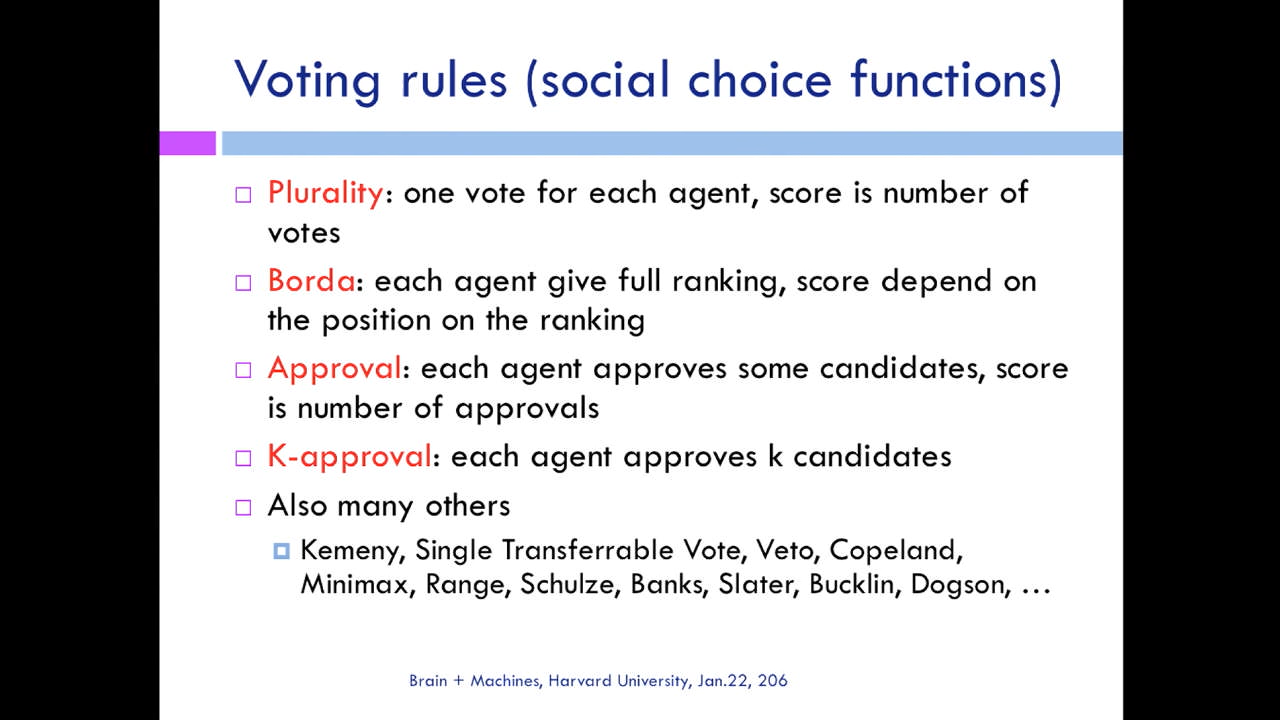 Voting rules (social choice functions)
Plurality: one vote for each agent, score is number of
votes
Borda: each agent give full ranking, score depend on
the position on the ranking
Approval: each agent approves some candidates, score
is number of approvals
K-approval: each agent approves k candidates
Also many others
Kemeny, Single Transferrable Vote, Veto, Copeland,
Minimax, Range, Schulze, Banks, Slater, Bucklin, Dogson, …
Brain + Machines, Harvard University, Jan.22, 206